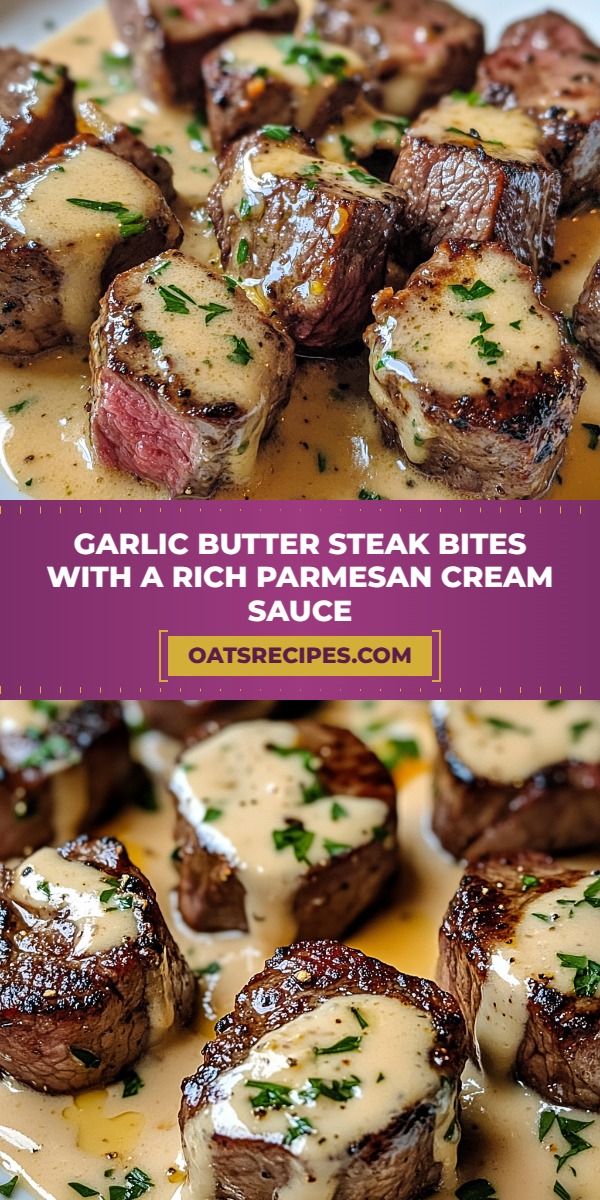 GARLIC BUTTER STEAK BITES
WITH A RICH PARMESAN CREAM
SAUCE
OATSRECIPES.COM